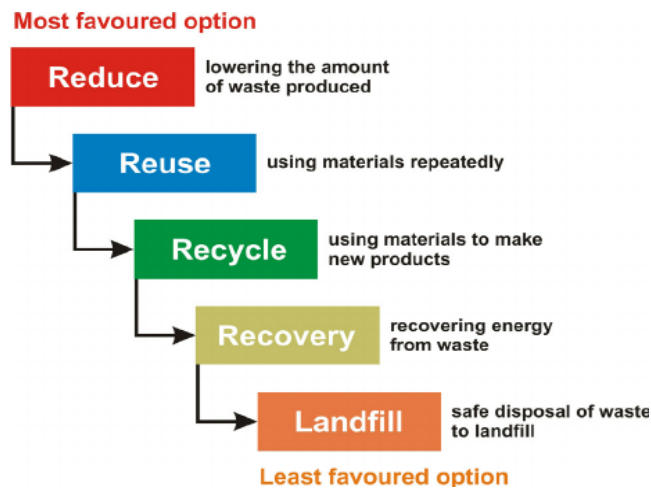 Most favoured option
Reduce
lowering the amount
of waste produced
Reuse
using materials repeatedly
Recycle
using materials to make
new products
Recovery
recovering energy
from waste
Landfill
safe disposal of waste
to landfill
Least favoured option